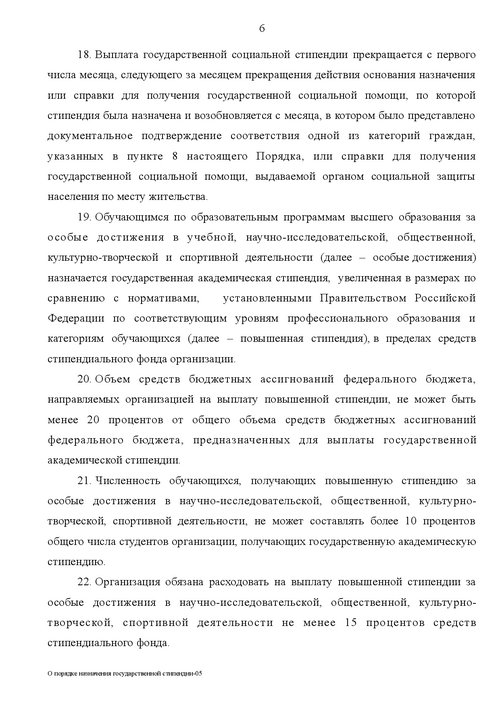 6
18. Выплата государственной социальной стипендии прекращается с первого
числа месяца, следующего за месяцем прекращения действия основания назначения
или справки для получения государственной социальной помощи, по которой
стипендия была назначена и возобновляется с месяца, в котором было представлено
документальное подтверждение соответствия одной из категорий граждан,
указанных в пункте 8 настоящего Порядка, или справки для получения
государственной социальной помощи, выдаваемой органом социальной защиты
населения по месту жительства.
19. Обучающимся по образовательным программам высшего образования за
особые достижения в учебной, научно-исследовательской, общественной,
культурно-творческой и спортивной деятельности (далее – особые достижения)
назначается государственная академическая стипендия, увеличенная в размерах по
сравнению с нормативами, установленными Правительством Российской
Федерации по соответствующим уровням профессионального образования и
категориям обучающихся (далее – повышенная стипендия), в пределах средств
стипендиального фонда организации.
20. Объем средств бюджетных ассигнований федерального бюджета,
направляемых организацией на выплату повышенной стипендии, не может быть
менее 20 процентов от общего объема средств бюджетных ассигнований
федерального бюджета, предназначенных для выплаты государственной
академической стипендии.
21. Численность обучающихся, получающих повышенную стипендию за
особые достижения в научно-исследовательской, общественной, культурно-
творческой, спортивной деятельности, не может составлять более 10 процентов
общего числа студентов организации, получающих государственную академическую
стипендию.
22. Организация обязана расходовать на выплату повышенной стипендии за
особые достижения в научно-исследовательской, общественной, культурно-
творческой, спортивной деятельности не менее 15 процентов средств
стипендиального фонда.
О порядке назначения государственной стипендии-05